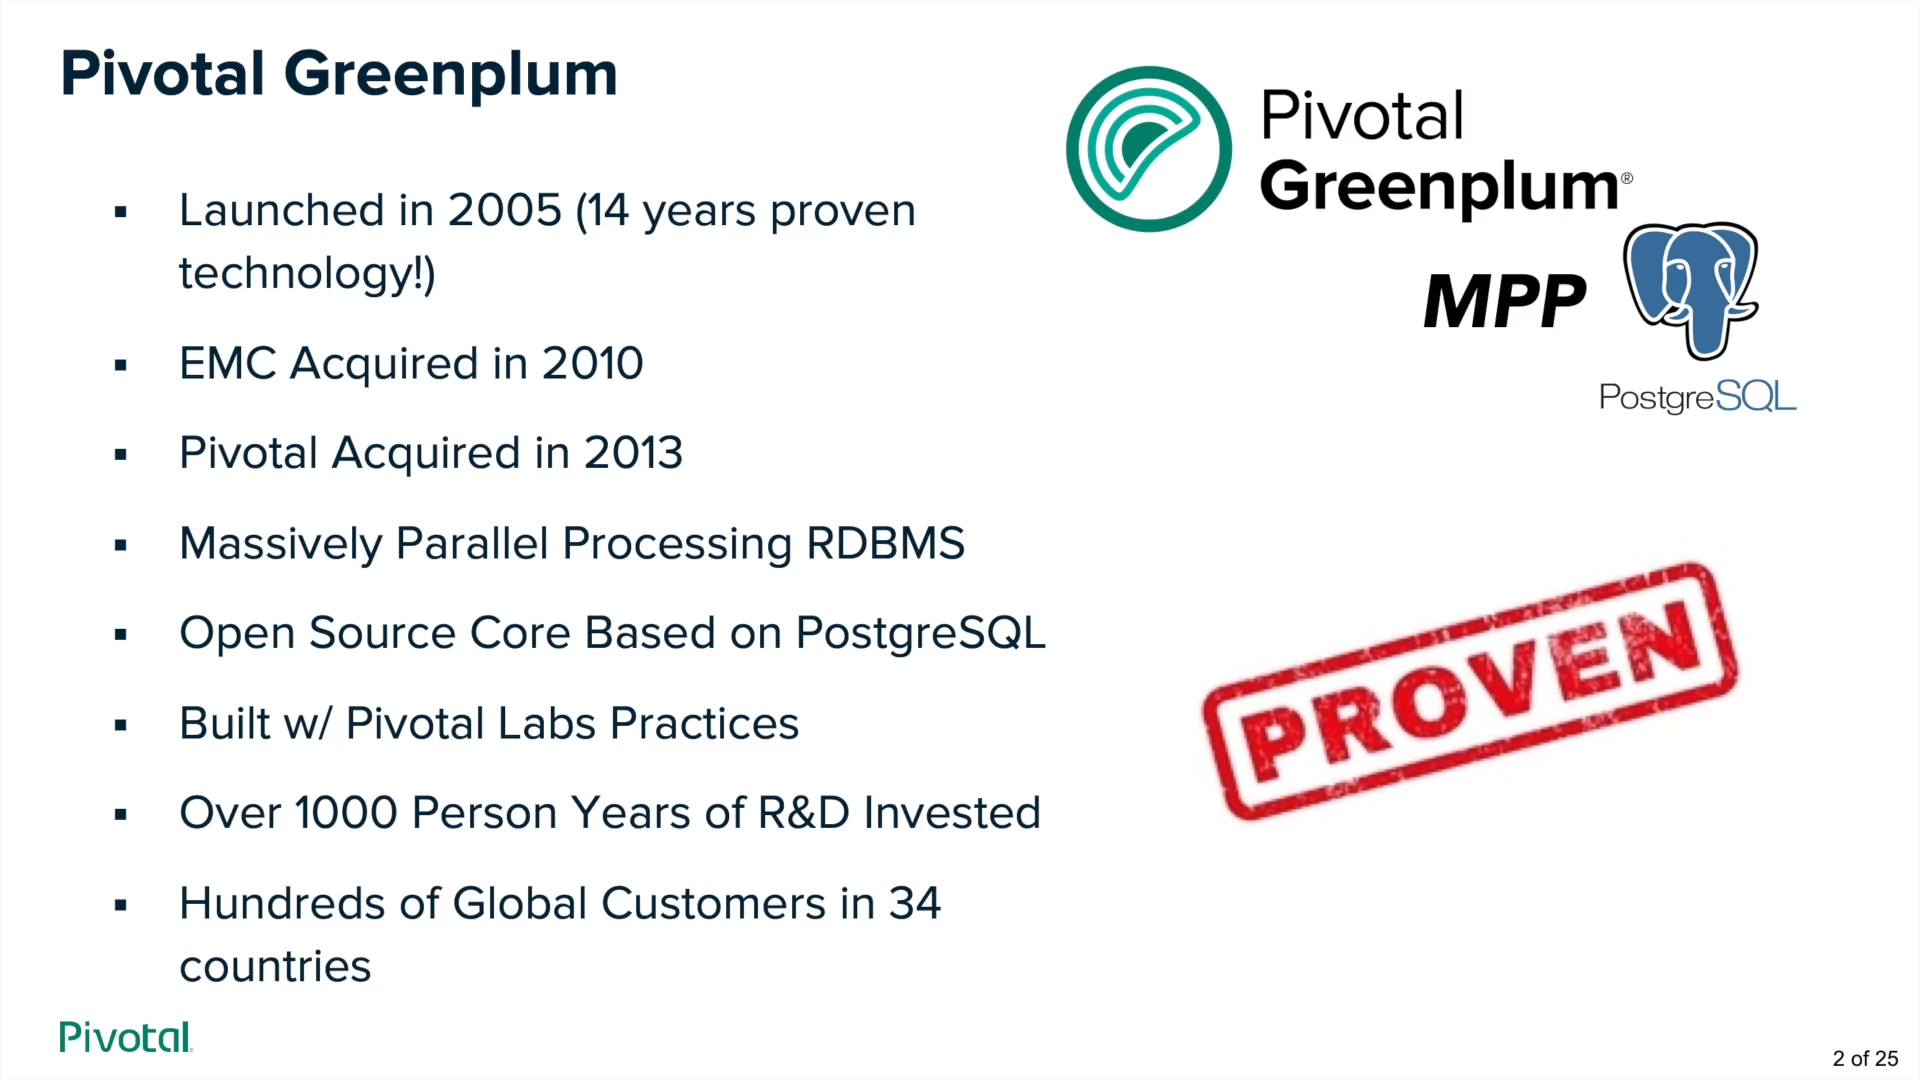 Pivotal Greenplum
▪ Launched in 2005 (14 years proven
technology!)
▪ EMC Acquired in 2010
▪ Pivotal Acquired in 2013
▪ Massively Parallel Processing RDBMS
▪ Open Source Core Based on PostgreSQL
▪ Built w/ Pivotal Labs Practices
▪ Over 1000 Person Years of R&D Invested
▪ Hundreds of Global Customers in 34
countries
Pivotal
Greenplum®
MPP
PostgreSQL
PROVEN
Pivotal
2 of 25